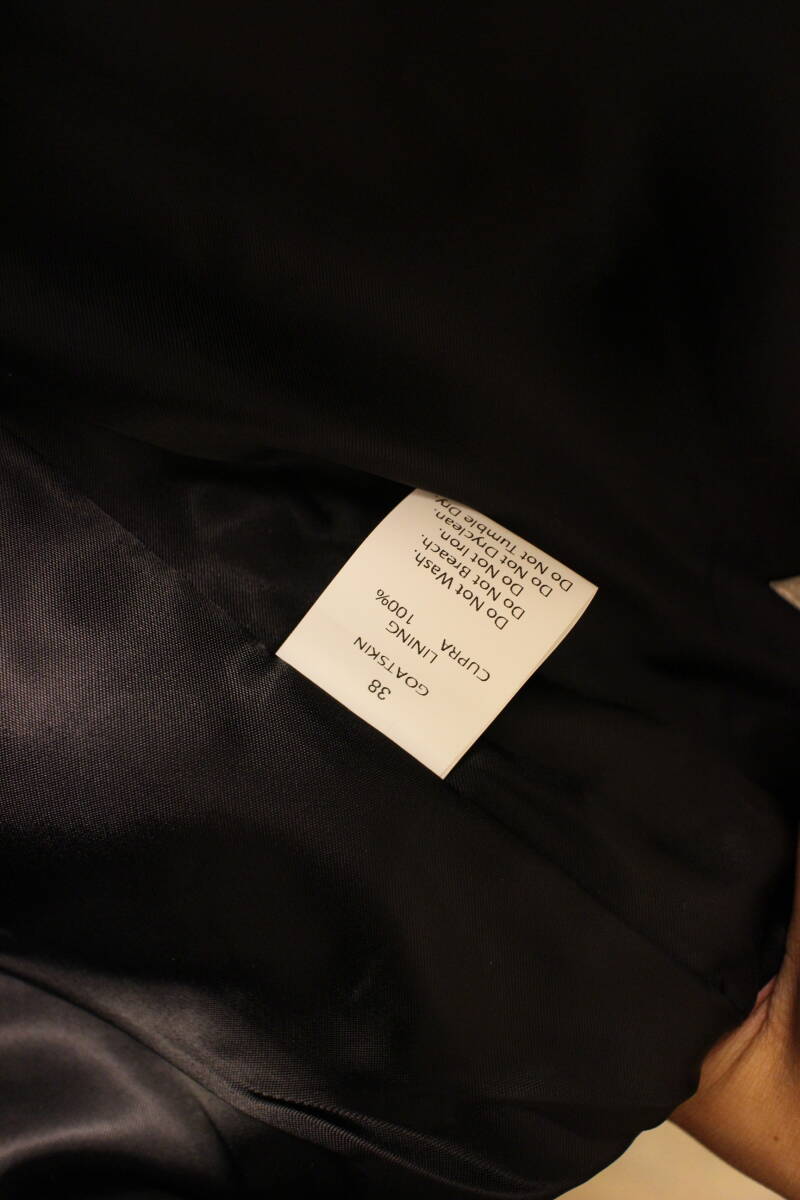 38
GOATSKIN
LINING
CUPRA 100%
Do Not Wash.
Do Not Breach.
Do Not Iron.
Do Not Dryclean.
Do Not Tumble Dry.